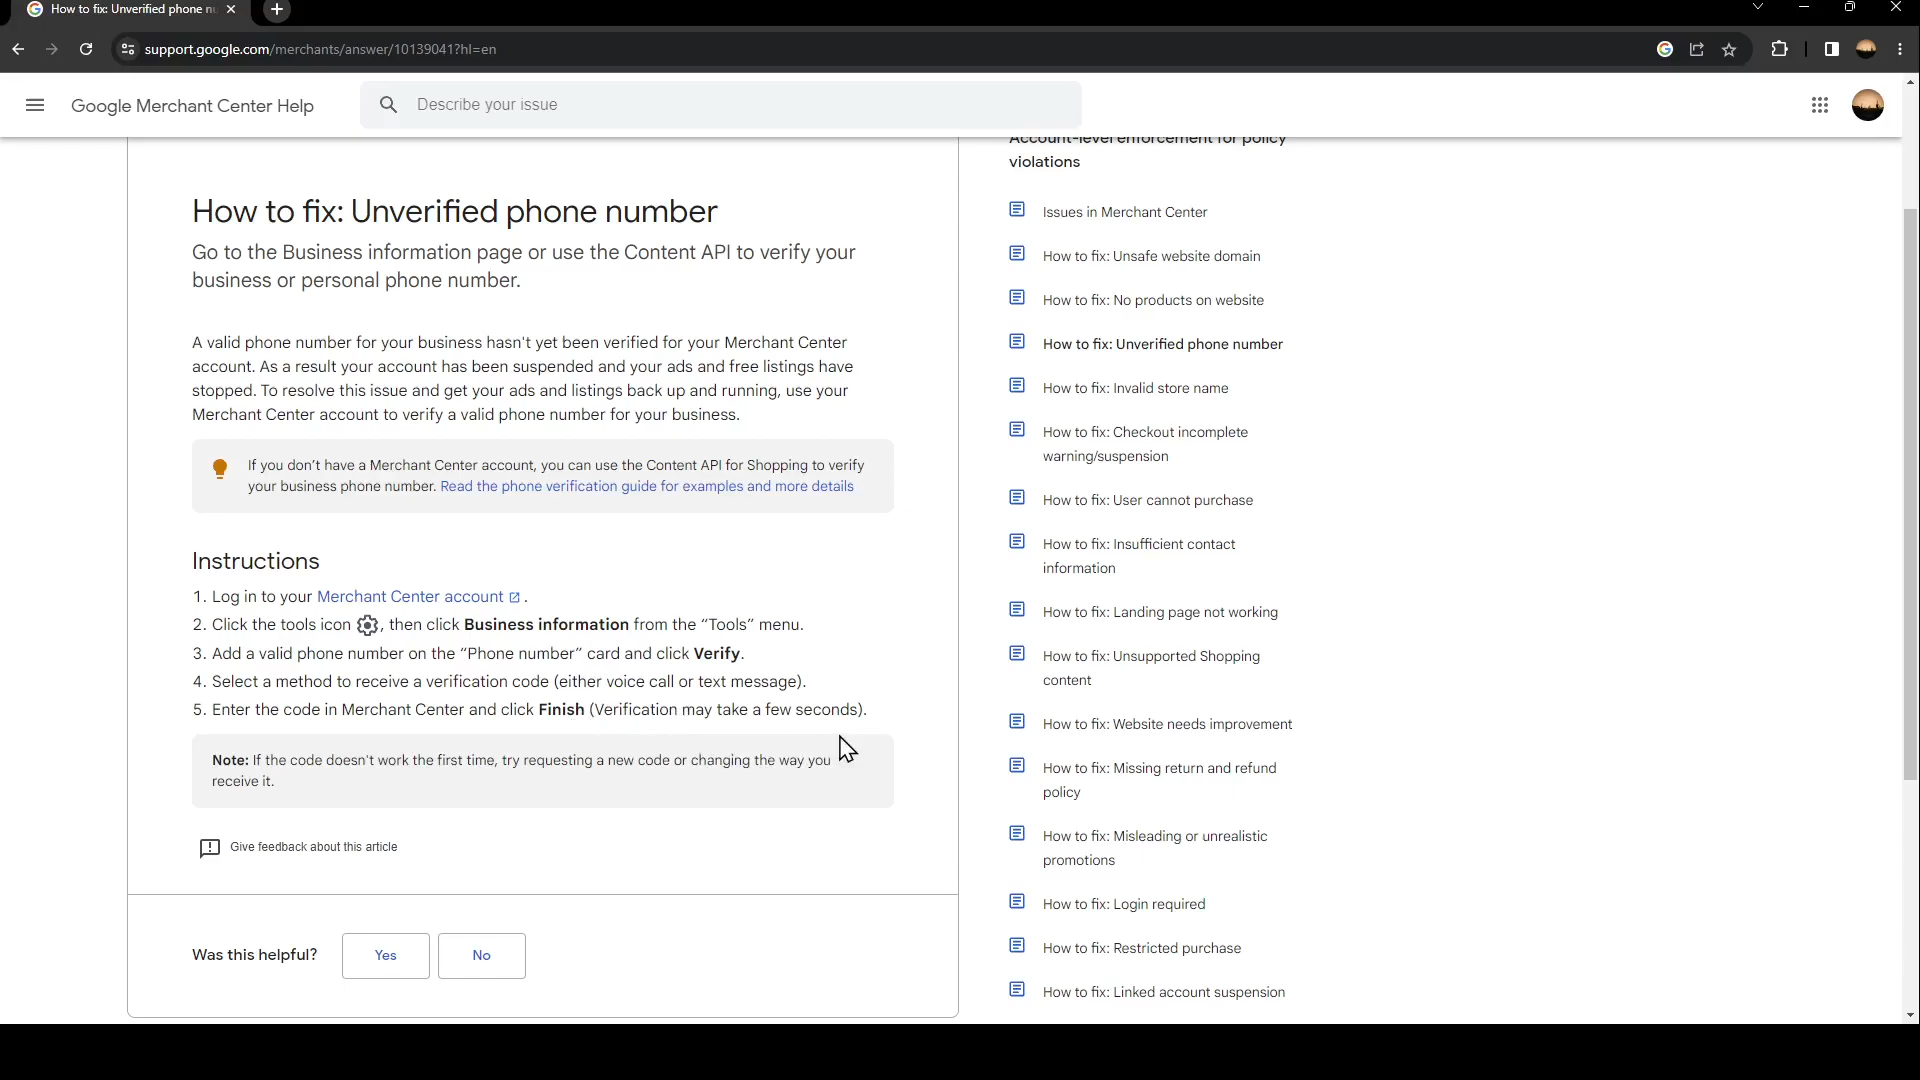 How to fix: Unverified phone nu
support.google.com/merchants/answer/10139041?hl=en
Google Merchant Center Help
Describe your issue
How to fix: Unverified phone number
Go to the Business information page or use the Content API to verify your
business or personal phone number.
A valid phone number for your business hasn't yet been verified for your Merchant Center
account. As a result your account has been suspended and your ads and free listings have
stopped. To resolve this issue and get your ads and listings back up and running, use your
Merchant Center account to verify a valid phone number for your business.
If you don’t have a Merchant Center account, you can use the Content API for Shopping to verify
your business phone number. Read the phone verification guide for examples and more details
Instructions
1. Log in to your Merchant Center account .
2. Click the tools icon , then click Business information from the “Tools” menu.
3. Add a valid phone number on the “Phone number” card and click Verify.
4. Select a method to receive a verification code (either voice call or text message).
5. Enter the code in Merchant Center and click Finish (Verification may take a few seconds).
Note: If the code doesn't work the first time, try requesting a new code or changing the way you
receive it.
Give feedback about this article
Was this helpful?
Yes
No
Account-level enforcement for policy
violations
Issues in Merchant Center
How to fix: Unsafe website domain
How to fix: No products on website
How to fix: Unverified phone number
How to fix: Invalid store name
How to fix: Checkout incomplete
warning/suspension
How to fix: User cannot purchase
How to fix: Insufficient contact
information
How to fix: Landing page not working
How to fix: Unsupported Shopping
content
How to fix: Website needs improvement
How to fix: Missing return and refund
policy
How to fix: Misleading or unrealistic
promotions
How to fix: Login required
How to fix: Restricted purchase
How to fix: Linked account suspension